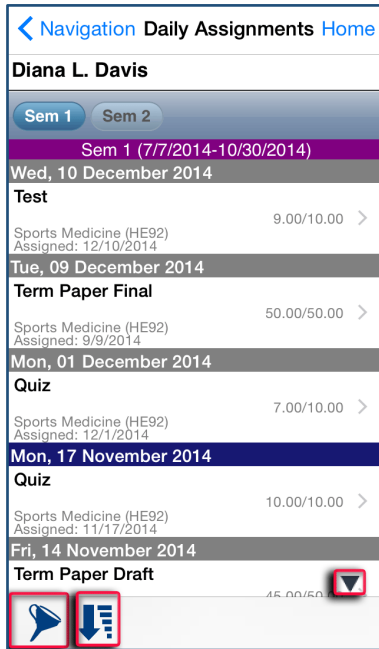 Navigation Daily Assignments Home
Diana L. Davis
Sem 1 Sem 2
Sem 1 (7/7/2014-10/30/2014)
Wed, 10 December 2014
Test
9.00/10.00
Sports Medicine (HE92)
Assigned: 12/10/2014
Tue, 09 December 2014
Term Paper Final
50.00/50.00
Sports Medicine (HE92)
Assigned: 9/9/2014
Mon, 01 December 2014
Quiz
7.00/10.00
Sports Medicine (HE92)
Assigned: 12/1/2014
Mon, 17 November 2014
Quiz
10.00/10.00
Sports Medicine (HE92)
Assigned: 11/17/2014
Fri, 14 November 2014
Term Paper Draft